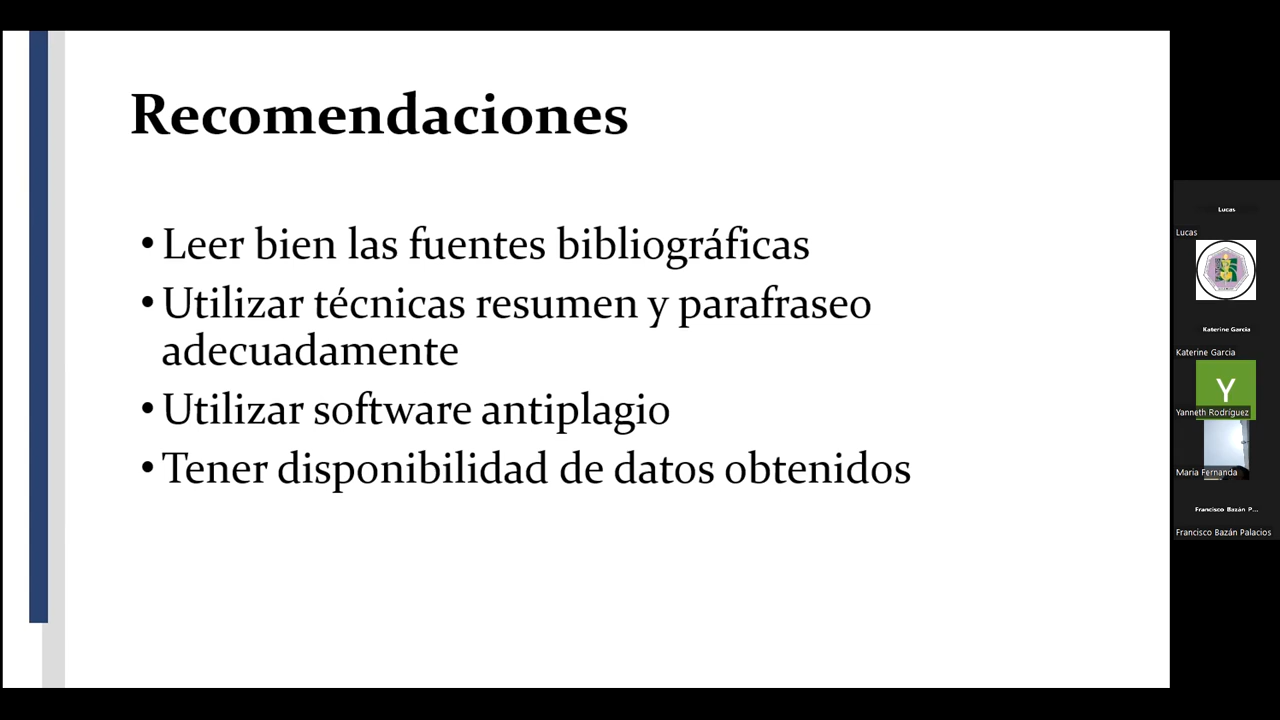 Recomendaciones
• Leer bien las fuentes bibliográficas
• Utilizar técnicas resumen y parafraseo
adecuadamente
• Utilizar software antiplagio
• Tener disponibilidad de datos obtenidos
Lucas
Lucas
Katerine Garcia
Katerine Garcia
Y
Yanneth Rodríguez
Maria Fernanda
Francisco Bazán P...
Francisco Bazán Palacios